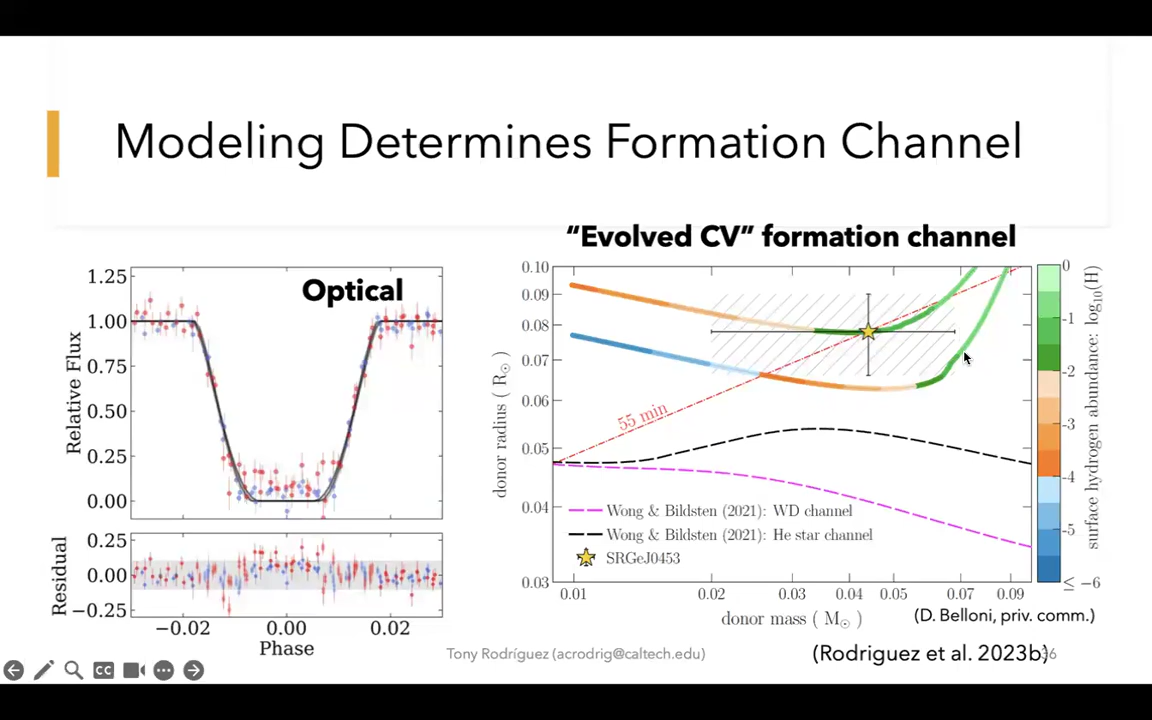 Modeling Determines Formation Channel
"Evolved CV" formation channel
Optical
1.25
1.00
0.75
0.50
0.25
0.00
Relative Flux
0.25
0.00
−0.25
Residual
−0.02
0.00
0.02
Phase
0.10
0.09
0.08
0.07
0.06
0.05
0.04
0.03
donor radius ( R☉ )
55 min
Wong & Bildsten (2021): WD channel
Wong & Bildsten (2021): He star channel
SRGeJ0453
0.01
0.02
0.03
0.04
0.05
0.07
0.09
donor mass ( M☉ )
0
-1
-2
-3
-4
-5
≤ −6
surface hydrogen abundance: log10(H)
(D. Belloni, priv. comm.)
(Rodriguez et al. 2023b)
Tony Rodríguez (acrodrig@caltech.edu)
36
CC